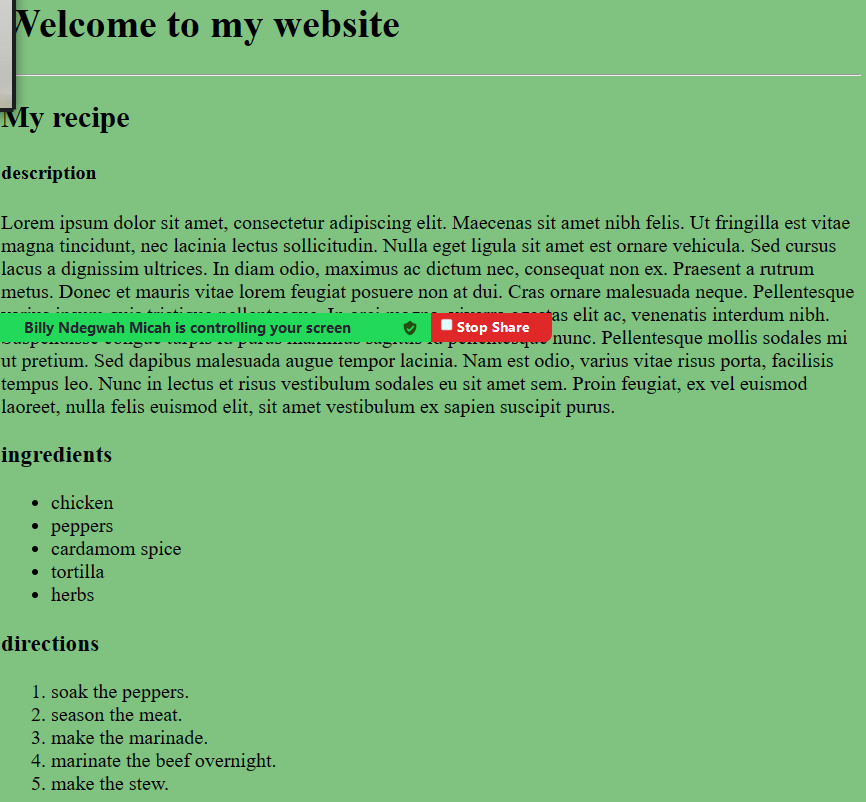 Welcome to my website
My recipe
description
Lorem ipsum dolor sit amet, consectetur adipiscing elit. Maecenas sit amet nibh felis. Ut fringilla est vitae
magna tincidunt, nec lacinia lectus sollicitudin. Nulla eget ligula sit amet est ornare vehicula. Sed cursus
lacus a dignissim ultrices. In diam odio, maximus ac dictum nec, consequat non ex. Praesent a rutrum
metus. Donec et mauris vitae lorem feugiat posuere non at dui. Cras ornare malesuada neque. Pellentesque
elit ac, venenatis interdum nibh.
Billy Ndegwah Micah is controlling your screen Stop Share
nunc. Pellentesque mollis sodales mi
ut pretium. Sed dapibus malesuada augue tempor lacinia. Nam est odio, varius vitae risus porta, facilisis
tempus leo. Nunc in lectus et risus vestibulum sodales eu sit amet sem. Proin feugiat, ex vel euismod
laoreet, nulla felis euismod elit, sit amet vestibulum ex sapien suscipit purus.
ingredients
• chicken
• peppers
• cardamom spice
• tortilla
• herbs
directions
1. soak the peppers.
2. season the meat.
3. make the marinade.
4. marinate the beef overnight.
5. make the stew.